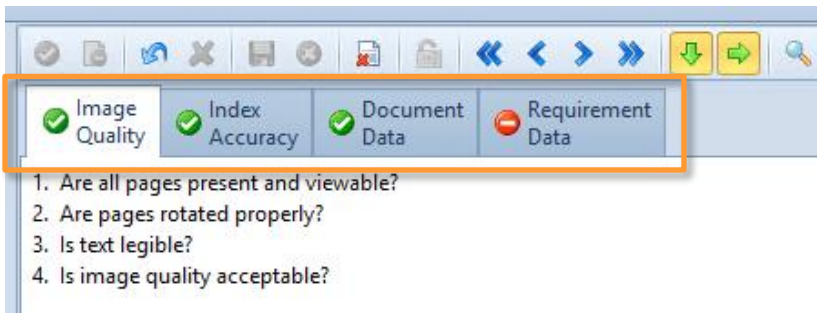 Image
Quality
Index
Accuracy
Document
Data
Requirement
Data
1. Are all pages present and viewable?
2. Are pages rotated properly?
3. Is text legible?
4. Is image quality acceptable?